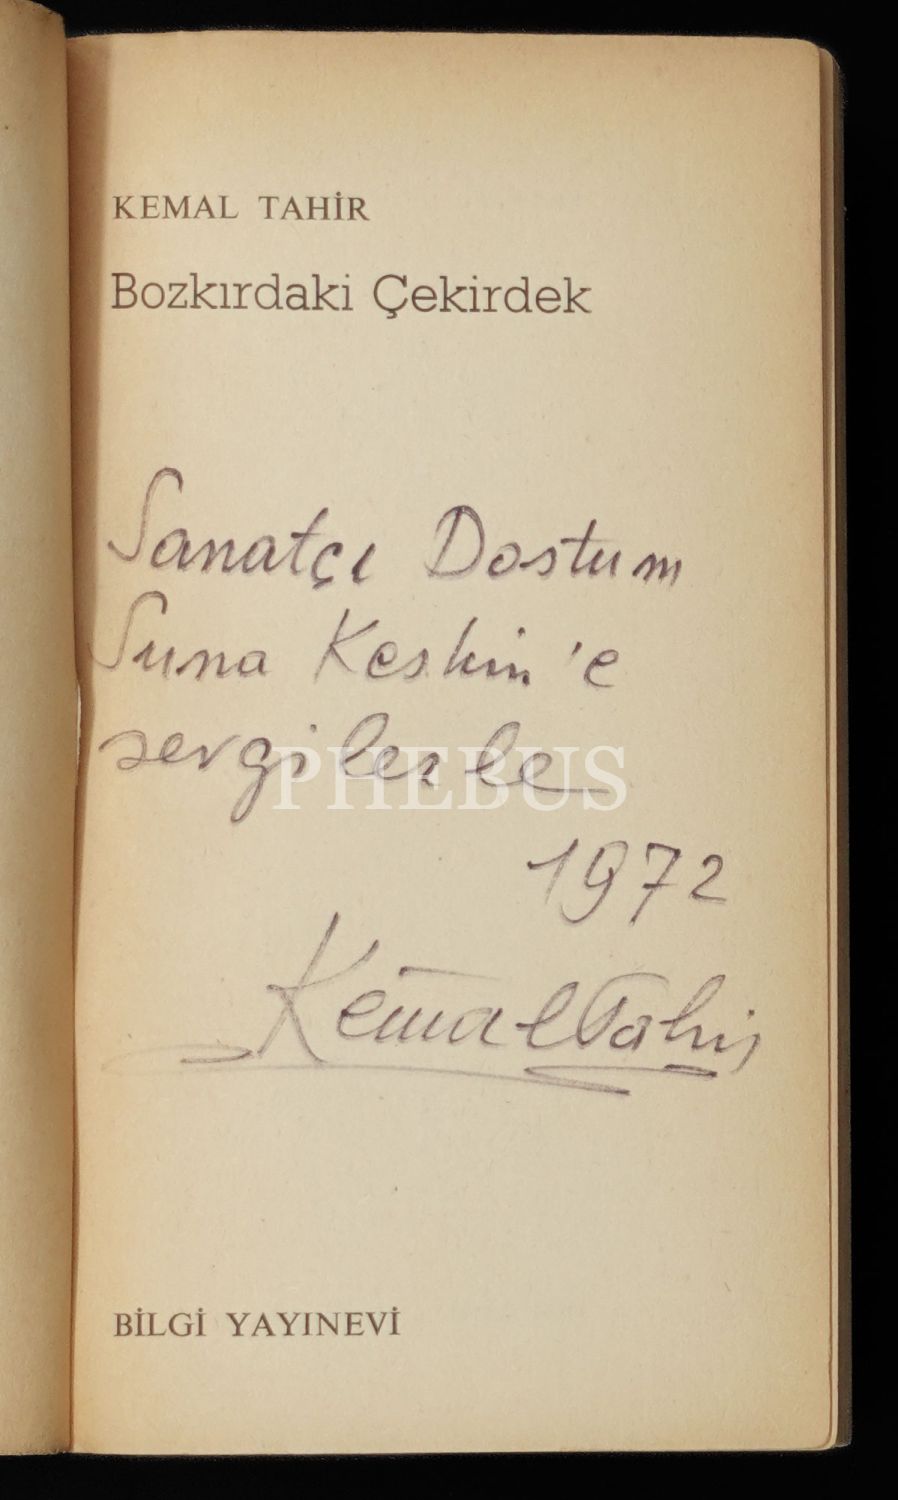 KEMAL TAHİR
Bozkırdaki Çekirdek
Sanatçı Dostum
Suna Keskin'e
sevgilerle
PHEBUS
1972
Kemal Tahir
BİLGİ YAYINEVİ